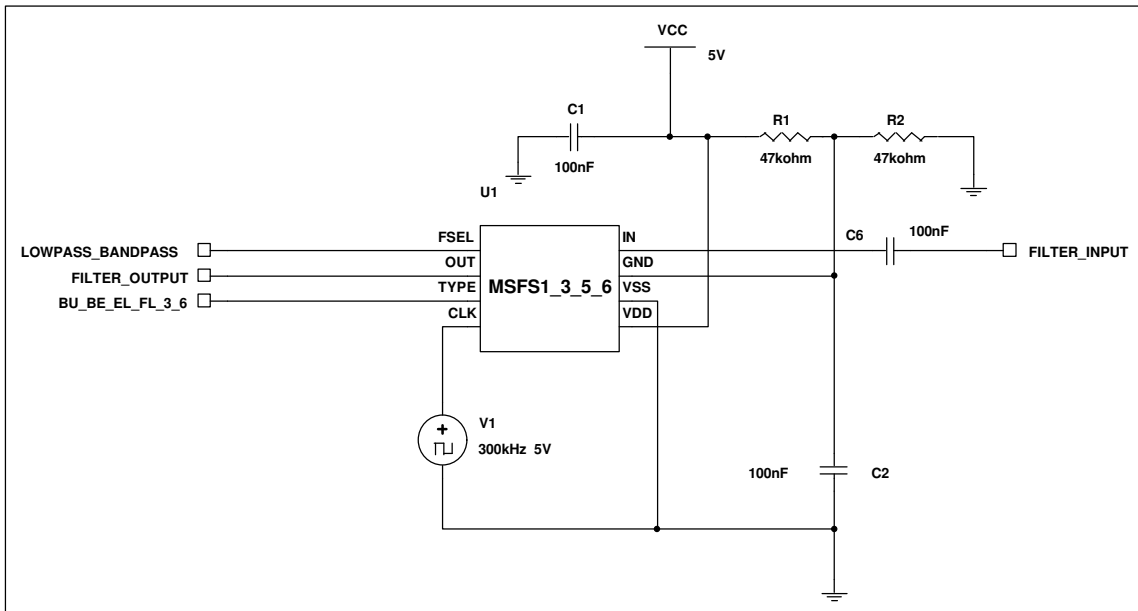 VCC
5V
C1
100nF
R1
47kohm
R2
47kohm
U1
LOWPASS_BANDPASS
FILTER_OUTPUT
BU_BE_EL_FL_3_6
FSEL
OUT
TYPE
CLK
MSFS1_3_5_6
IN
GND
VSS
VDD
C6
100nF
FILTER_INPUT
V1
300kHz 5V
100nF
C2